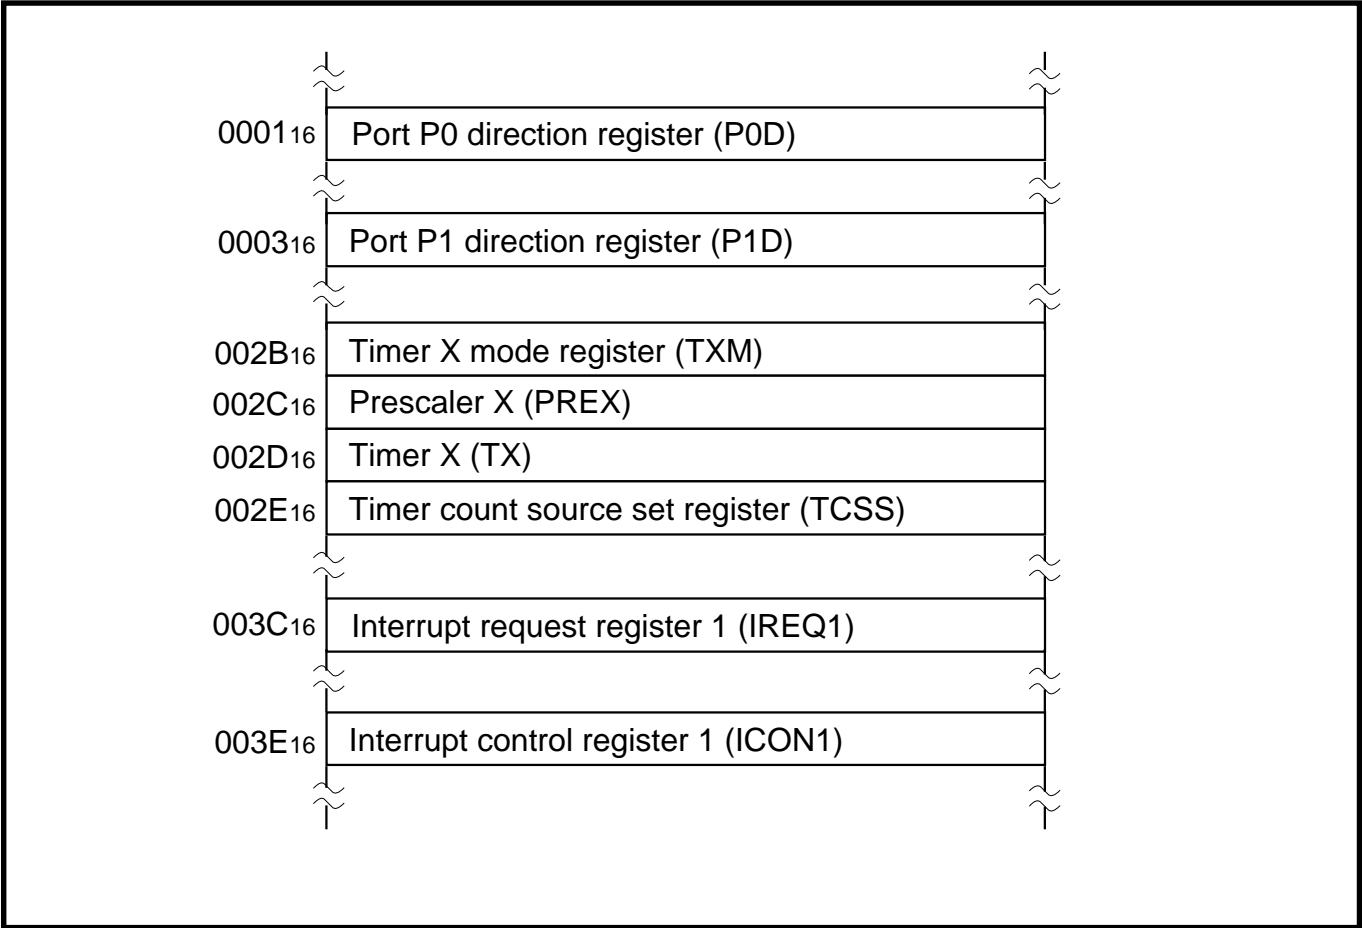 0001₁₆ Port P0 direction register (P0D)
0003₁₆ Port P1 direction register (P1D)
002B₁₆ Timer X mode register (TXM)
002C₁₆ Prescaler X (PREX)
002D₁₆ Timer X (TX)
002E₁₆ Timer count source set register (TCSS)
003C₁₆ Interrupt request register 1 (IREQ1)
003E₁₆ Interrupt control register 1 (ICON1)